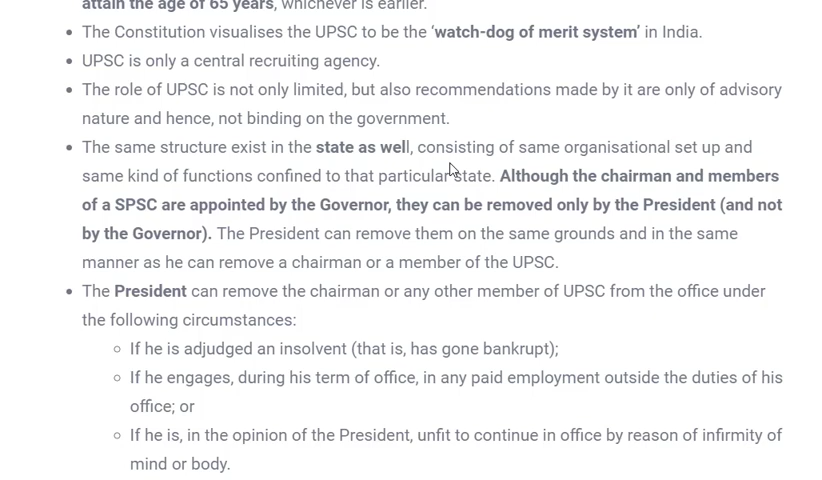 attain the age of 65 years, whichever is earlier.
The Constitution visualises the UPSC to be the ‘watch-dog of merit system’ in India.
UPSC is only a central recruiting agency.
The role of UPSC is not only limited, but also recommendations made by it are only of advisory
nature and hence, not binding on the government.
The same structure exist in the state as well, consisting of same organisational set up and
same kind of functions confined to that particular state. Although the chairman and members
of a SPSC are appointed by the Governor, they can be removed only by the President (and not
by the Governor). The President can remove them on the same grounds and in the same
manner as he can remove a chairman or a member of the UPSC.
The President can remove the chairman or any other member of UPSC from the office under
the following circumstances:
If he is adjudged an insolvent (that is, has gone bankrupt);
If he engages, during his term of office, in any paid employment outside the duties of his
office; or
If he is, in the opinion of the President, unfit to continue in office by reason of infirmity of
mind or body.